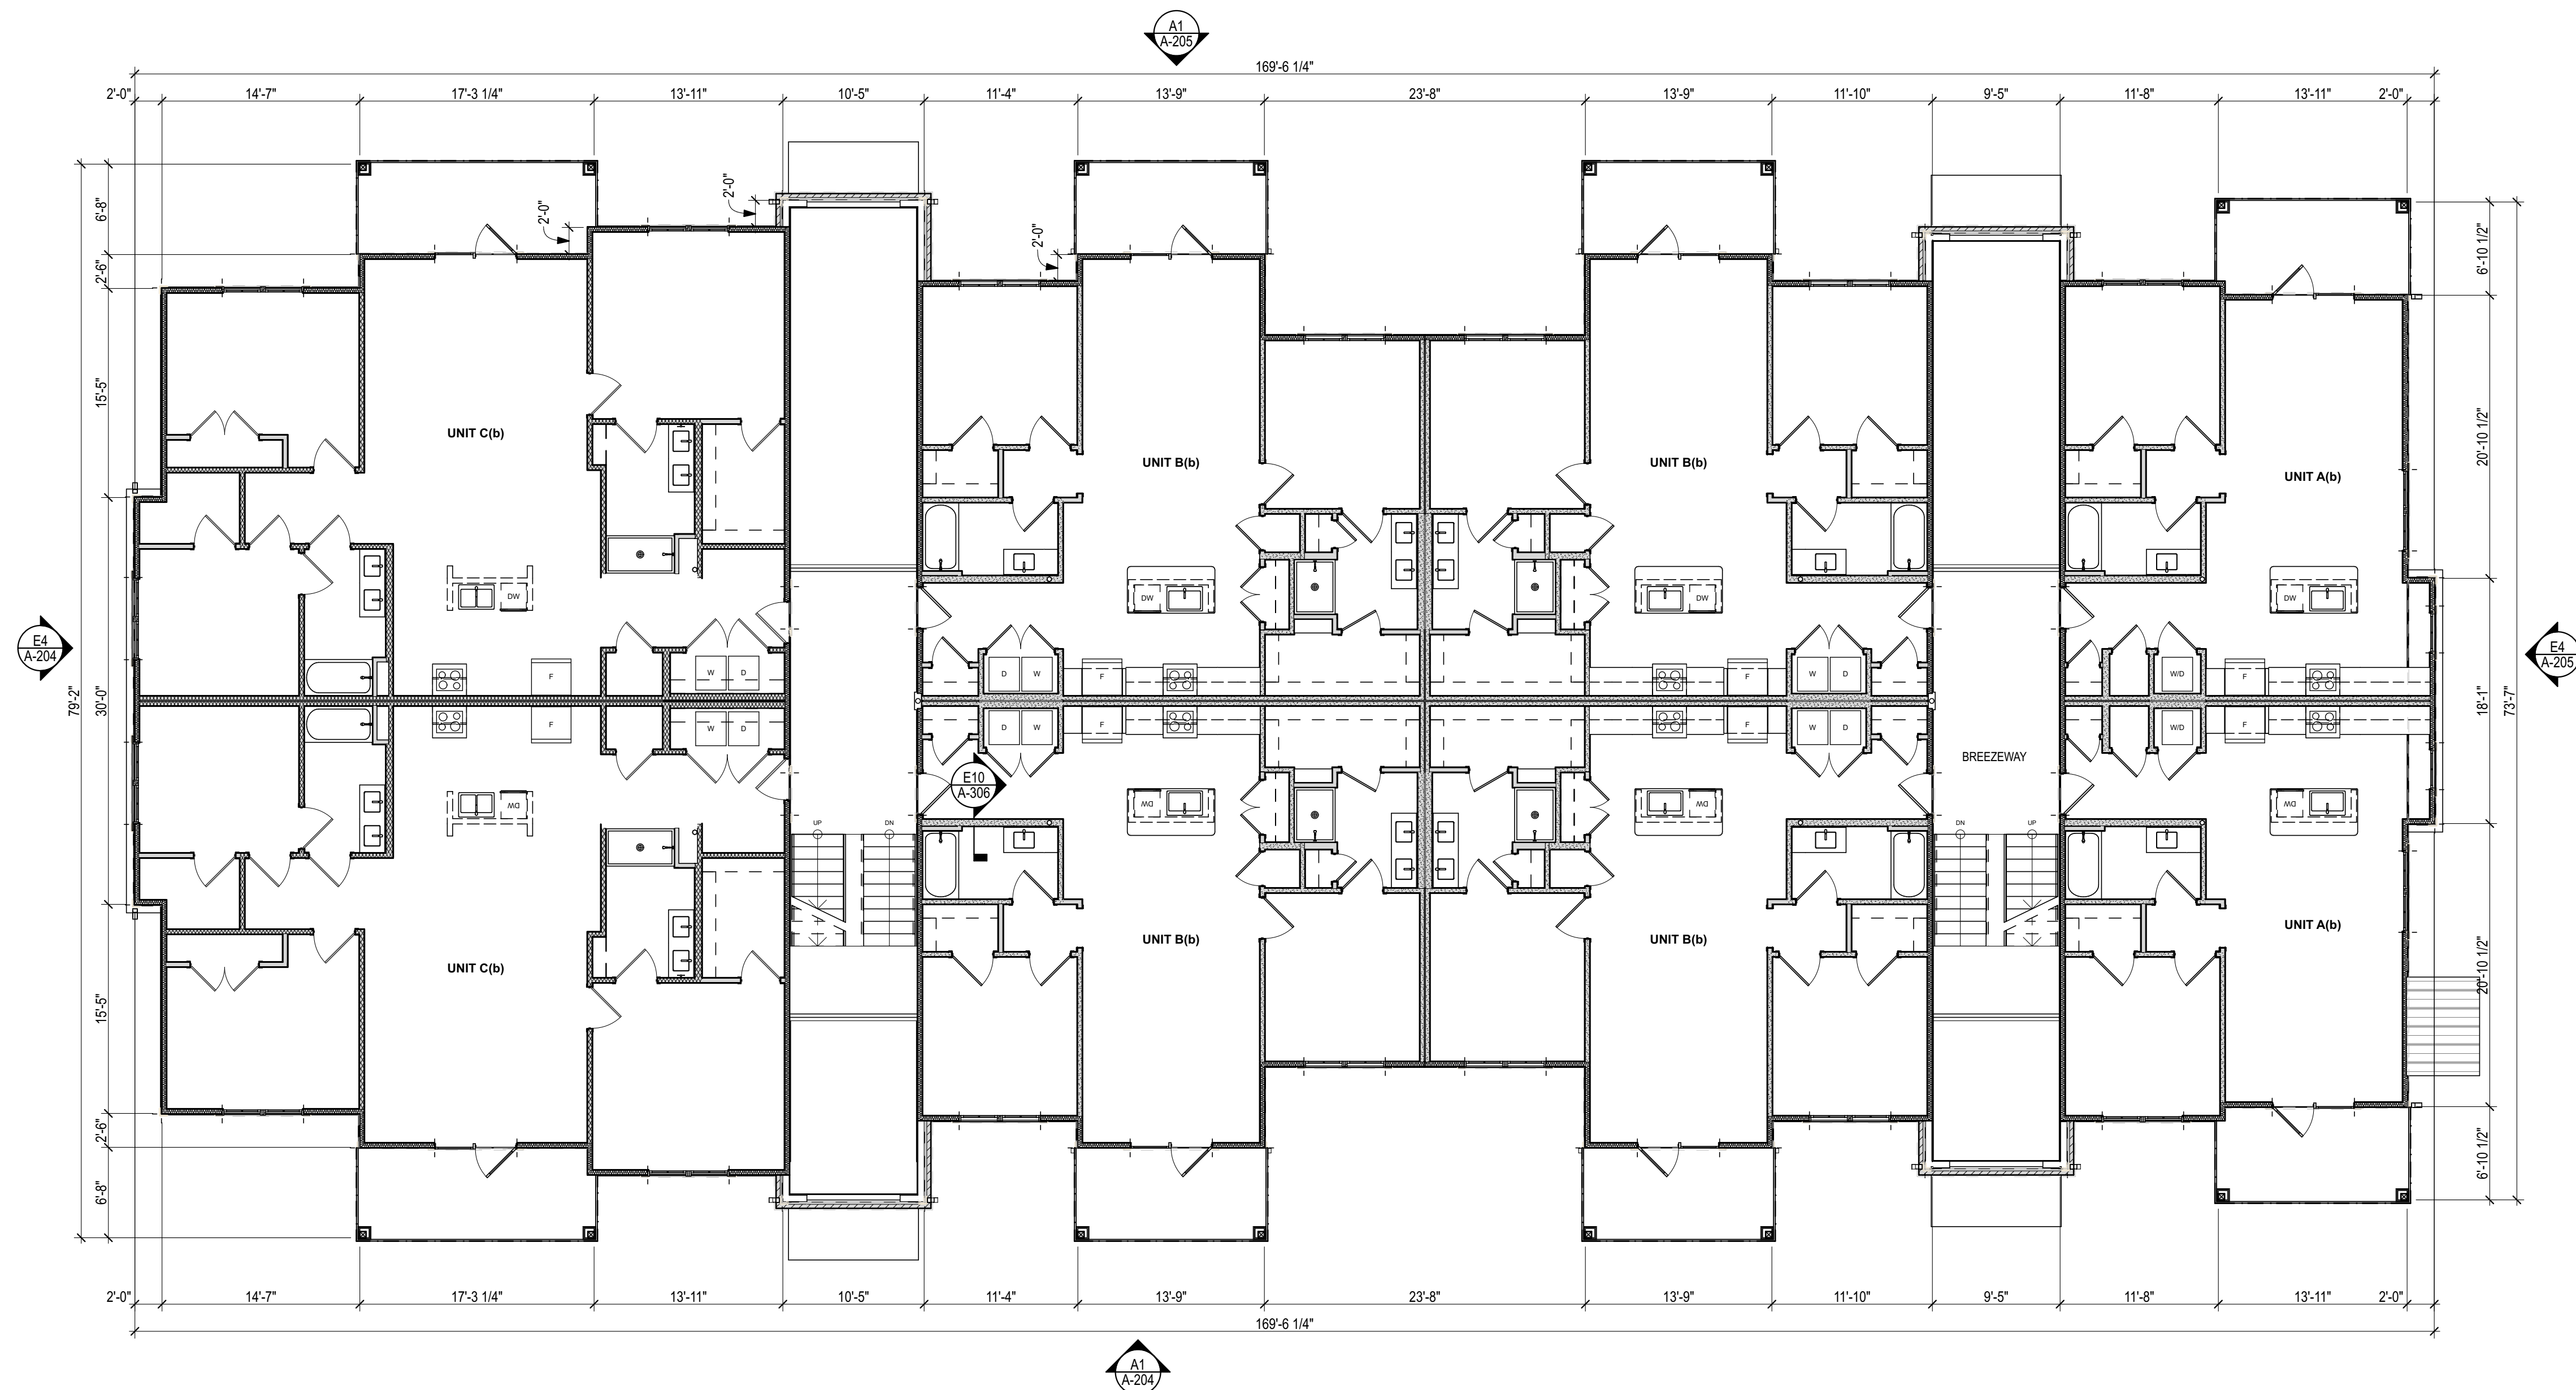 A1
A-205
169'-6 1/4"
2'-0"
14'-7"
17'-3 1/4"
13'-11"
10'-5"
11'-4"
13'-9"
23'-8"
13'-9"
11'-10"
9'-5"
11'-8"
13'-11"
2'-0"
6'-8"
2'-0"
2'-0"
2'-0"
6'-10 1/2"
2'-6"
15'-5"
20'-10 1/2"
UNIT C(b)
UNIT B(b)
UNIT B(b)
UNIT A(b)
DW
DW
DW
DW
E4
A-204
E4
A-205
W
D
F
D
W
F
F
W
D
W/D
F
79'-2"
30'-0"
18'-1"
73'-7"
W
D
F
D
W
F
F
W
D
W/D
F
BREEZEWAY
E10
A-306
DW
DW
DW
DW
UP
DN
DN
UP
UNIT C(b)
UNIT B(b)
UNIT B(b)
UNIT A(b)
15'-5"
20'-10 1/2"
2'-6"
6'-8"
6'-10 1/2"
2'-0"
14'-7"
17'-3 1/4"
13'-11"
10'-5"
11'-4"
13'-9"
23'-8"
13'-9"
11'-10"
9'-5"
11'-8"
13'-11"
2'-0"
169'-6 1/4"
A1
A-204